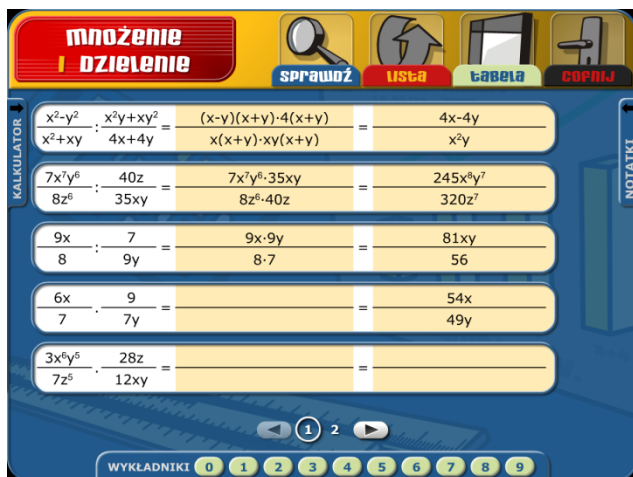 mnożenie
i dzielenie
sprawdź
lista
tabela
cofnij
KALKULATOR
NOTATKI
x²-y² / x²+xy : x²y+xy² / 4x+4y = (x-y)(x+y)·4(x+y) / x(x+y)·xy(x+y) = 4x-4y / x²y
7x⁷y⁶ / 8z⁶ : 40z / 35xy = 7x⁷y⁶·35xy / 8z⁶·40z = 245x⁸y⁷ / 320z⁷
9x / 8 : 7 / 9y = 9x·9y / 8·7 = 81xy / 56
6x / 7 · 9 / 7y = = 54x / 49y
3x⁶y⁵ / 7z⁵ · 28z / 12xy = =
1 2
WYKŁADNIKI 0 1 2 3 4 5 6 7 8 9